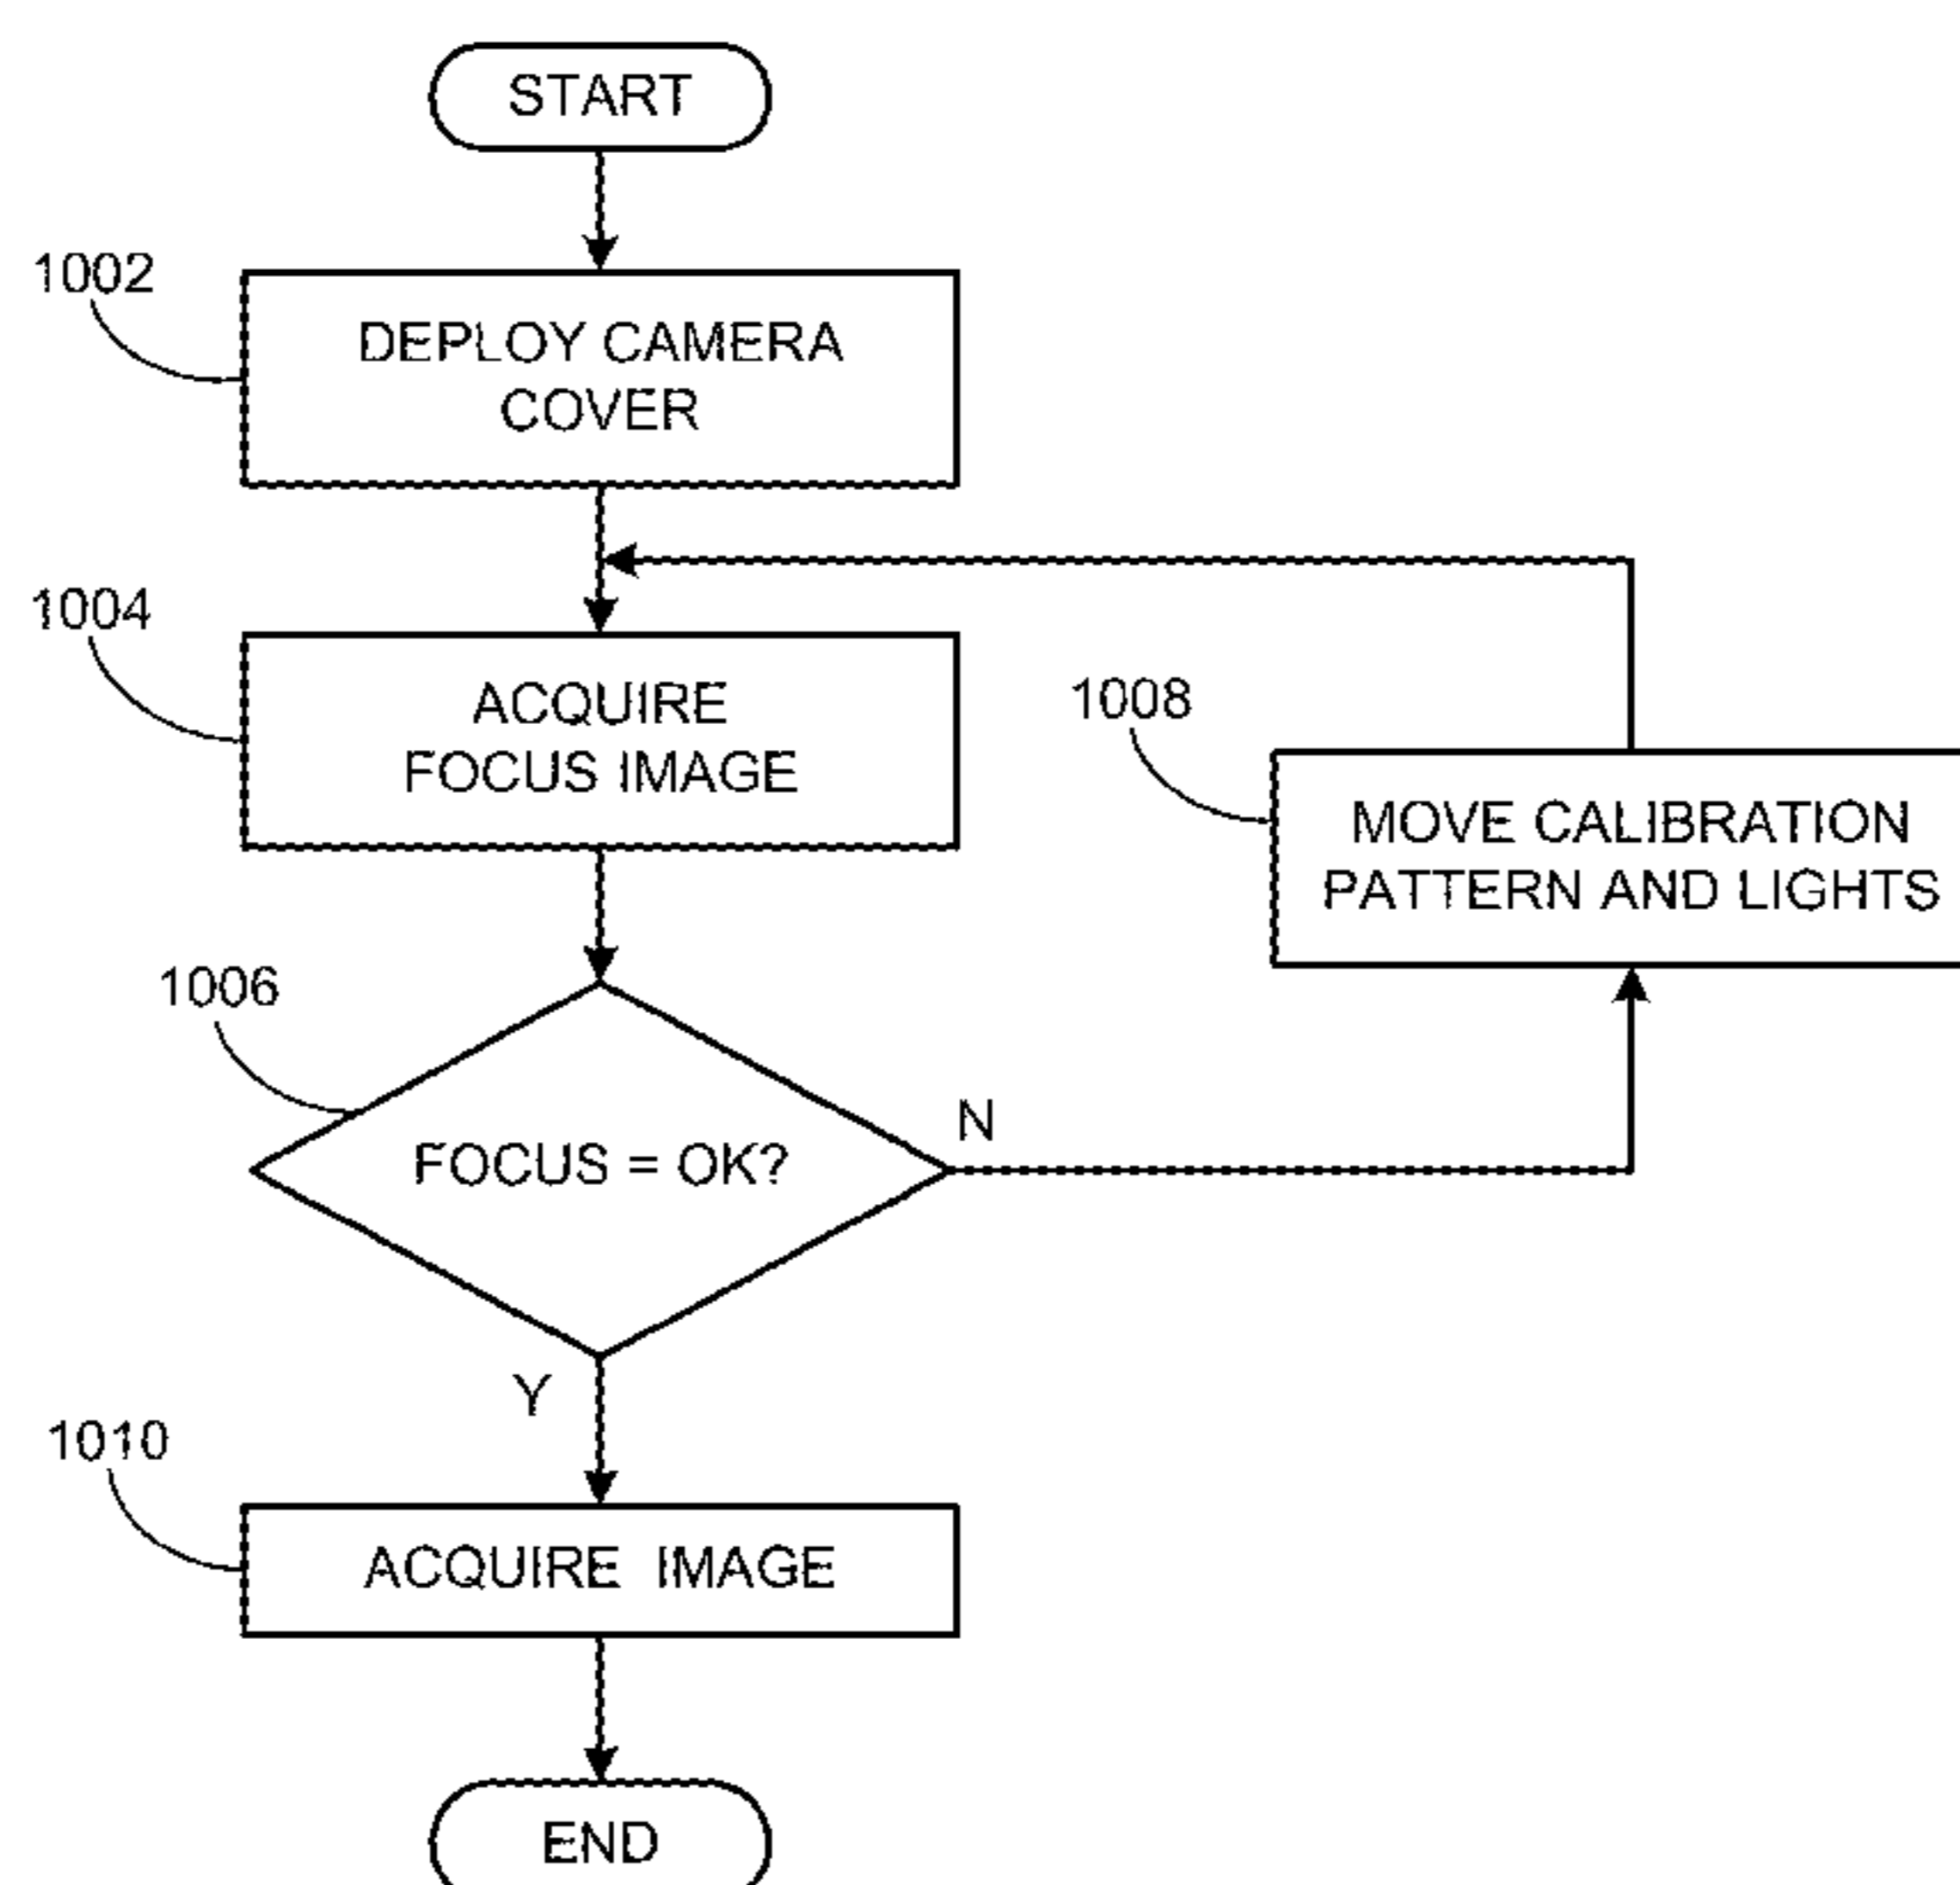 START
1002
DEPLOY CAMERA
COVER
1004
ACQUIRE
FOCUS IMAGE
1008
MOVE CALIBRATION
PATTERN AND LIGHTS
1006
FOCUS = OK?
N
Y
1010
ACQUIRE IMAGE
END